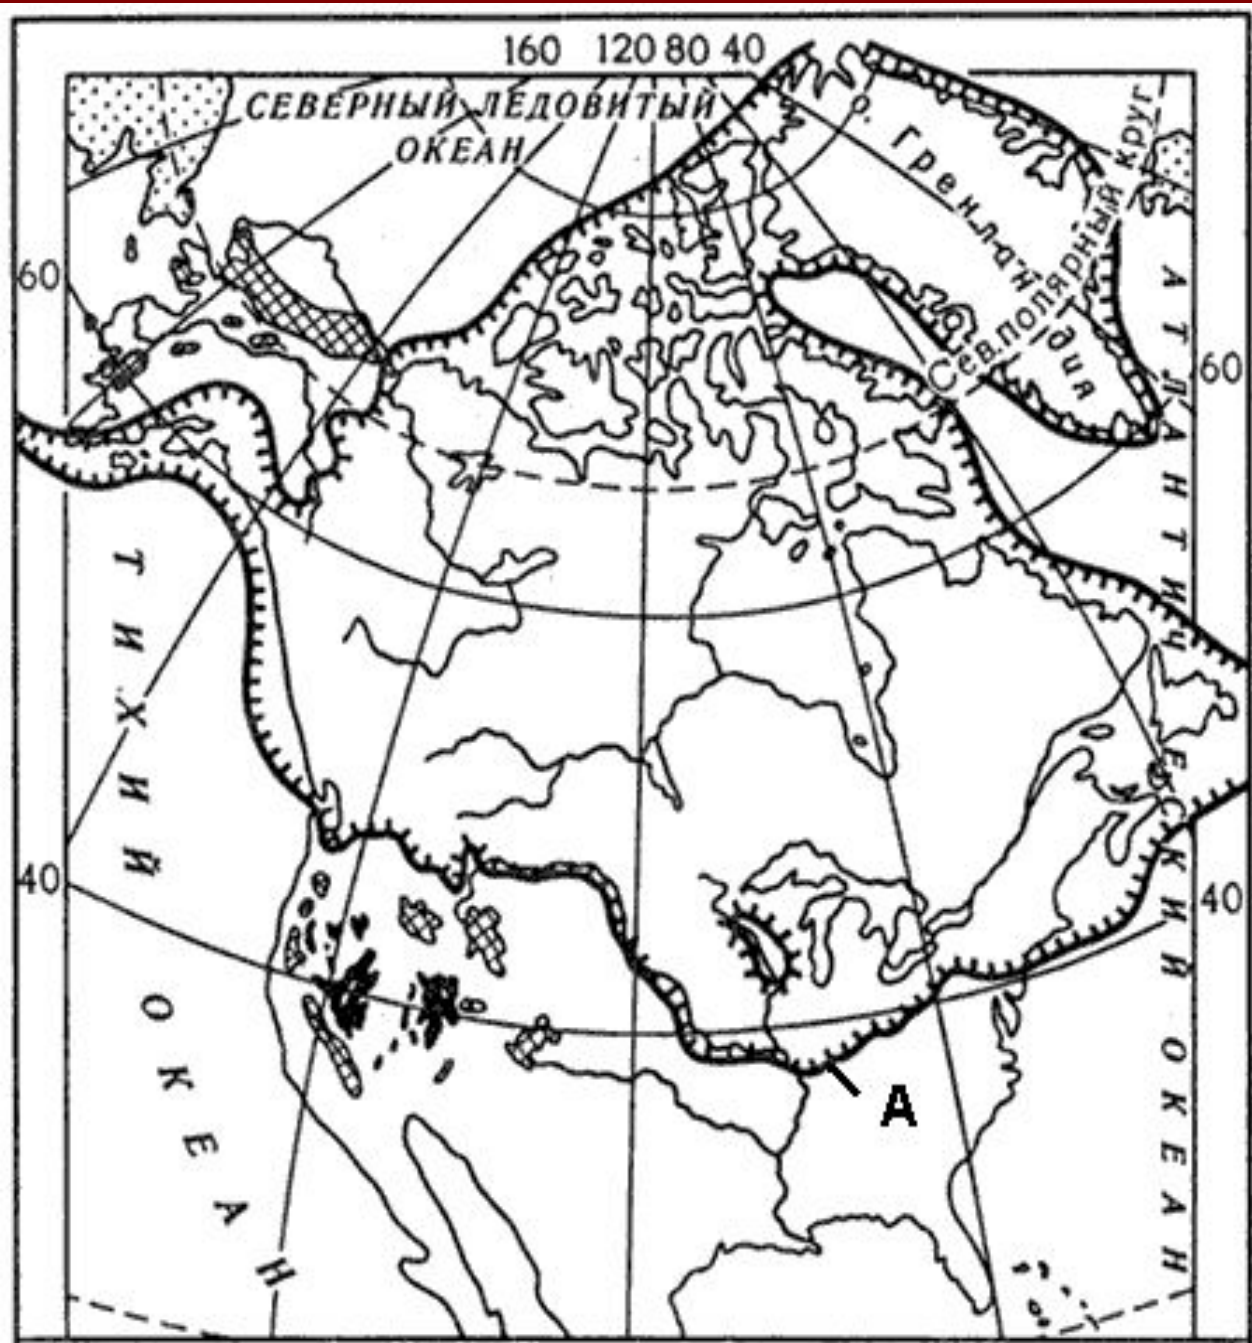 160 120 80 40
СЕВЕРНЫЙ ЛЕДОВИТЫЙ
ОКЕАН
о. Гренландия
Сев. полярный круг
60
60
АТЛАНТИЧЕСКИЙ ОКЕАН
ТИХИЙ ОКЕАН
40
40
А